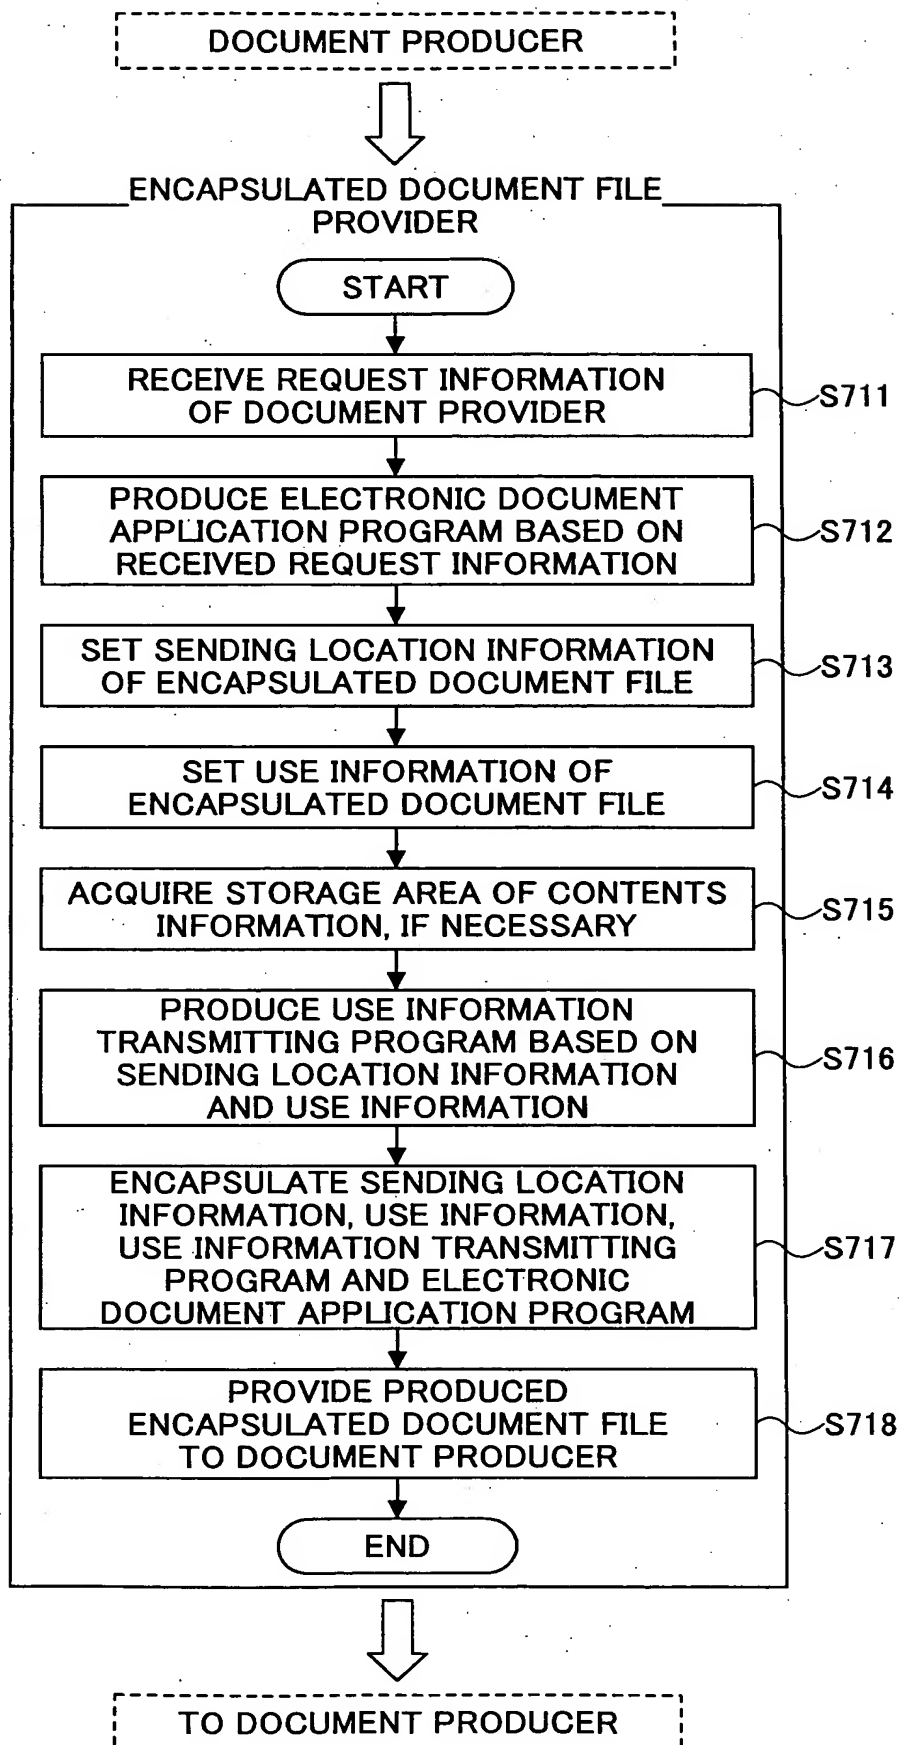 DOCUMENT PRODUCER
ENCAPSULATED DOCUMENT FILE
PROVIDER
START
RECEIVE REQUEST INFORMATION
OF DOCUMENT PROVIDER
S711
PRODUCE ELECTRONIC DOCUMENT
APPLICATION PROGRAM BASED ON
RECEIVED REQUEST INFORMATION
S712
SET SENDING LOCATION INFORMATION
OF ENCAPSULATED DOCUMENT FILE
S713
SET USE INFORMATION OF
ENCAPSULATED DOCUMENT FILE
S714
ACQUIRE STORAGE AREA OF CONTENTS
INFORMATION, IF NECESSARY
S715
PRODUCE USE INFORMATION
TRANSMITTING PROGRAM BASED ON
SENDING LOCATION INFORMATION
AND USE INFORMATION
S716
ENCAPSULATE SENDING LOCATION
INFORMATION, USE INFORMATION,
USE INFORMATION TRANSMITTING
PROGRAM AND ELECTRONIC
DOCUMENT APPLICATION PROGRAM
S717
PROVIDE PRODUCED
ENCAPSULATED DOCUMENT FILE
TO DOCUMENT PRODUCER
S718
END
TO DOCUMENT PRODUCER